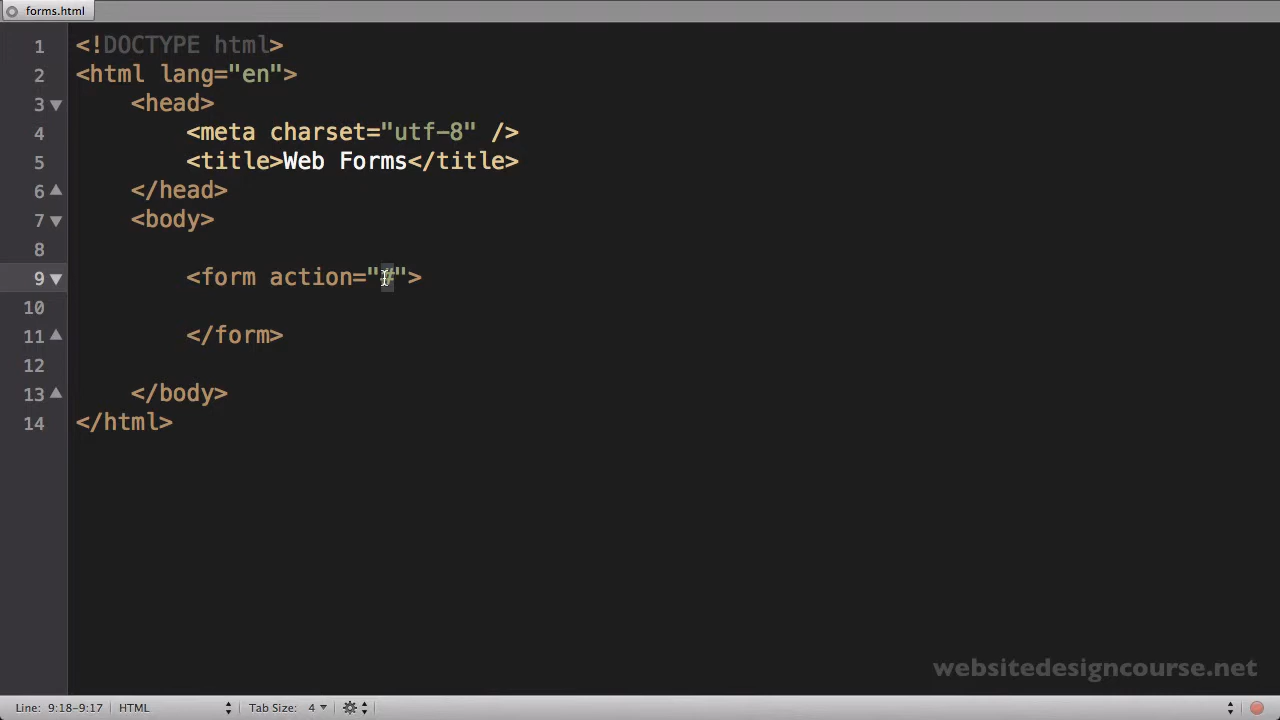 forms.html
1 <!DOCTYPE html>
2 <html lang="en">
3 <head>
4 <meta charset="utf-8" />
5 <title>Web Forms</title>
6 </head>
7 <body>
8
9 <form action="#">
10
11 </form>
12
13 </body>
14 </html>
websitedesigncourse.net
Line: 9:18-9:17 HTML Tab Size: 4